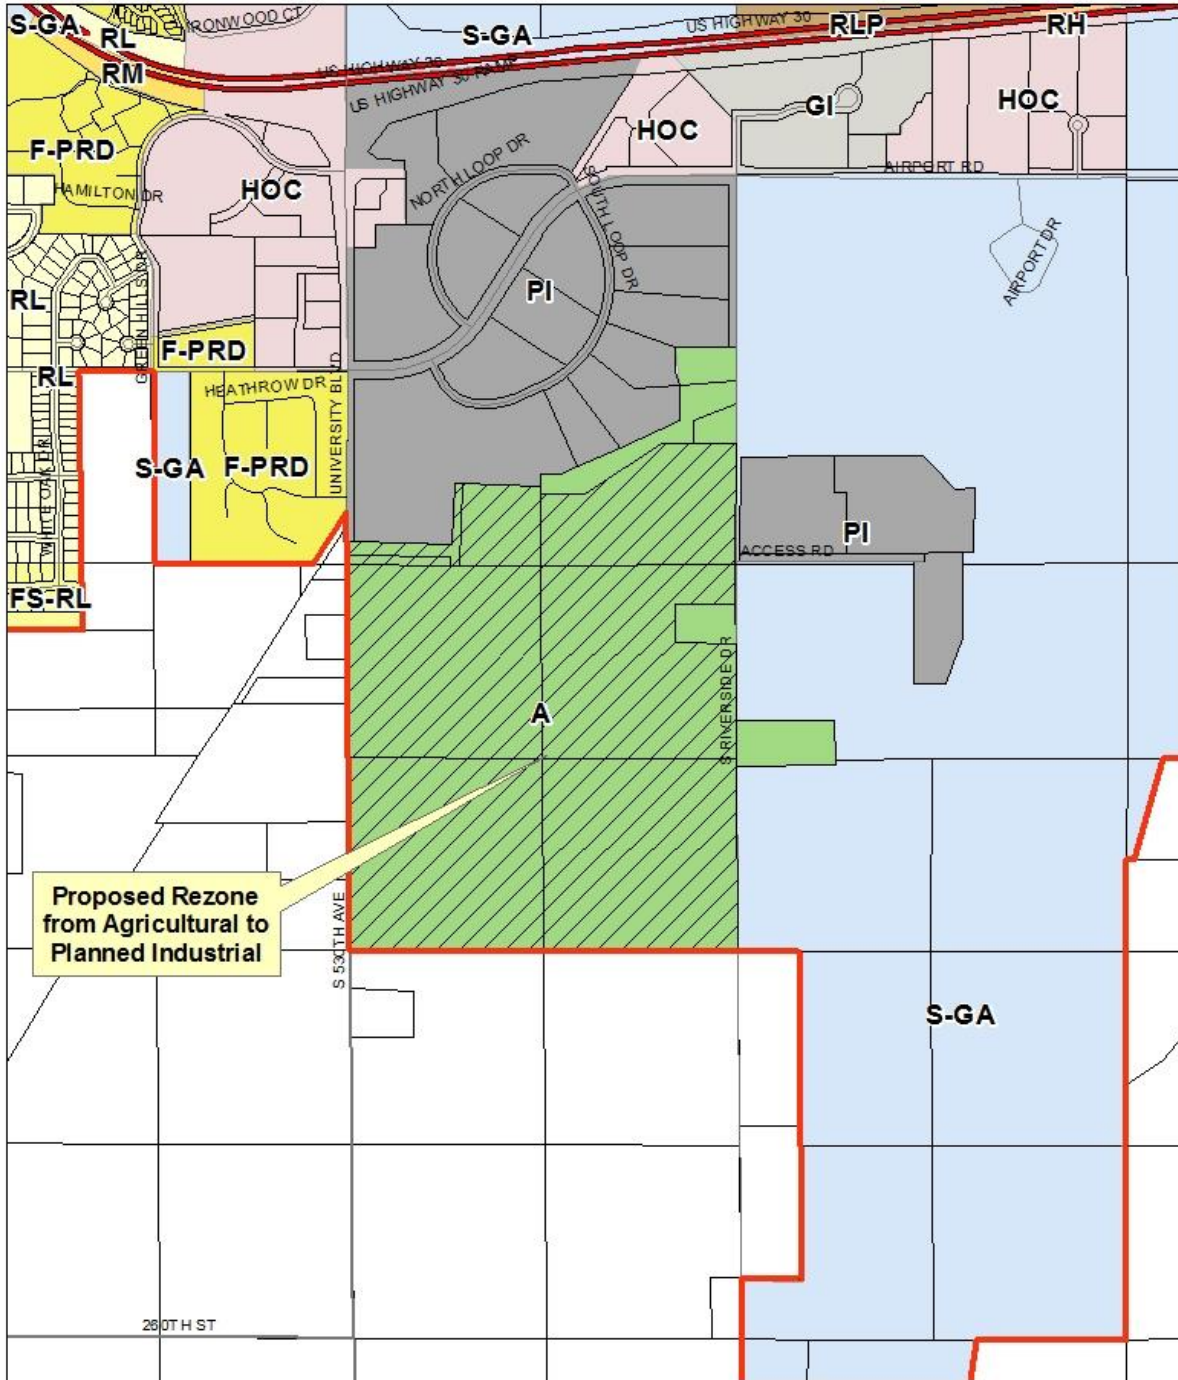 S-GA
RL
IRONWOOD CT
S-GA
US HIGHWAY 30
RLP
RH
RM
US HIGHWAY 30
US HIGHWAY 30 RAMP
HOC
GI
HOC
F-PRD
HAMILTON DR
HOC
NORTH LOOP DR
SOUTH LOOP DR
AIRPORT RD
AIRPORT DR
RL
GREEN HILLS DR
PI
F-PRD
RL
HEATHROW DR
UNIVERSITY BLVD
WHITE OAK DR
S-GA
F-PRD
PI
ACCESS RD
FS-RL
A
S RIVERSIDE DR
Proposed Rezone
from Agricultural to
Planned Industrial
S 530TH AVE
S-GA
260TH ST